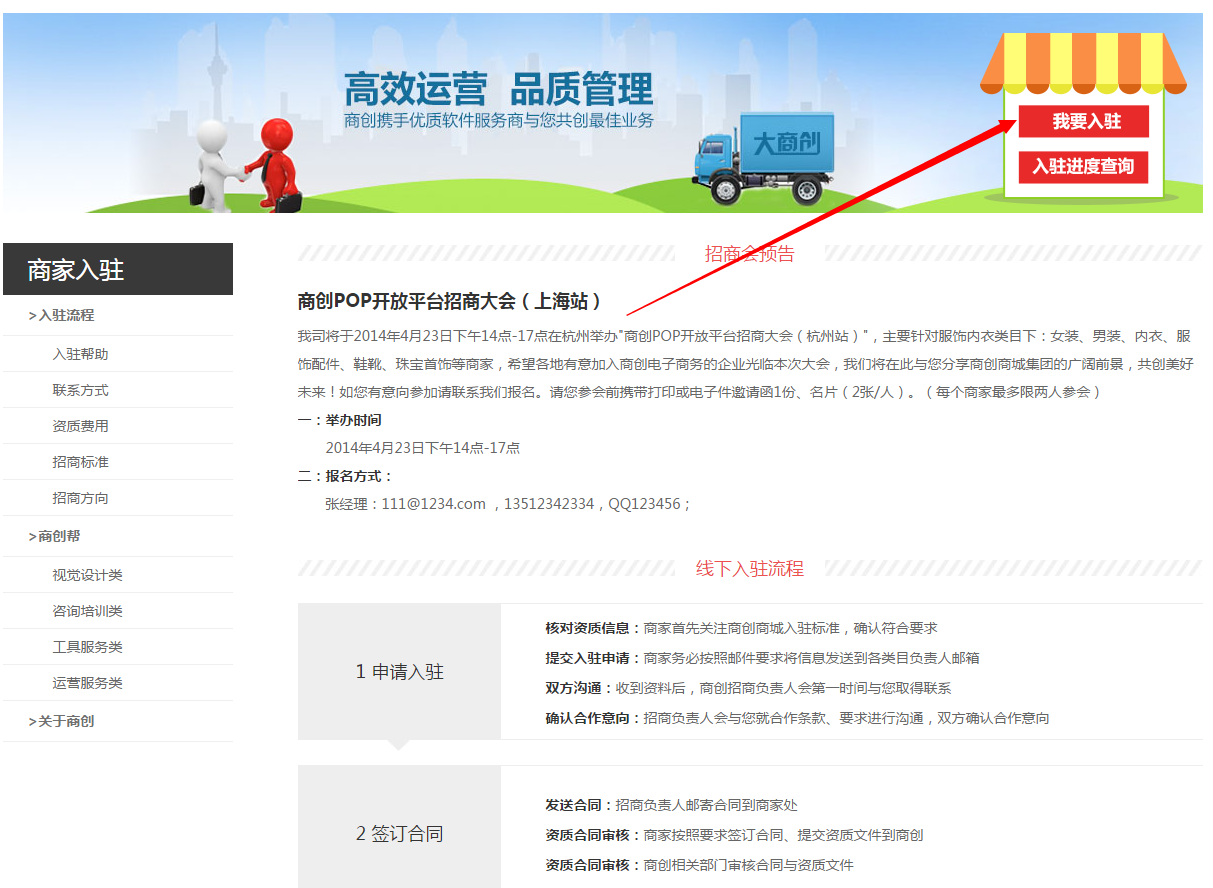 高效运营 品质管理
商创携手优质软件服务商与您共创最佳业务
大商创
我要入驻
入驻进度查询
商家入驻
>入驻流程
入驻帮助
联系方式
资质费用
招商标准
招商方向
>商创帮
视觉设计类
咨询培训类
工具服务类
运营服务类
>关于商创
招商会预告
商创POP开放平台招商大会（上海站）
我司将于2014年4月23日下午14点-17点在杭州举办"商创POP开放平台招商大会（杭州站）"，主要针对服饰内衣类目下：女装、男装、内衣、服
饰配件、鞋靴、珠宝首饰等商家，希望各地有意加入商创电子商务的企业光临本次大会，我们将在此与您分享商创商城集团的广阔前景，共创美好
未来！如您有意向参加请联系我们报名。请您参会前携带打印或电子件邀请函1份、名片（2张/人）。（每个商家最多限两人参会）
一：举办时间
2014年4月23日下午14点-17点
二：报名方式：
张经理：111@1234.com ，13512342334，QQ123456；
线下入驻流程
1 申请入驻
核对资质信息：商家首先关注商创商城入驻标准，确认符合要求
提交入驻申请：商家务必按照邮件要求将信息发送到各类目负责人邮箱
双方沟通：收到资料后，商创招商负责人会第一时间与您取得联系
确认合作意向：招商负责人会与您就合作条款、要求进行沟通，双方确认合作意向
2 签订合同
发送合同：招商负责人邮寄合同到商家处
资质合同审核：商家按照要求签订合同、提交资质文件到商创
资质合同审核：商创相关部门审核合同与资质文件